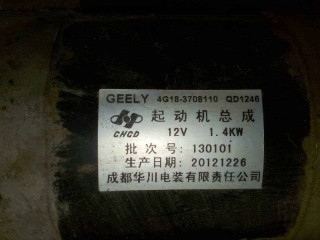 GEELY 4G18-3708110 QD1246
起动机总成
CHCD 12V 1.4KW
批次号: 130101
生产日期: 20121226
成都华川电装有限责任公司